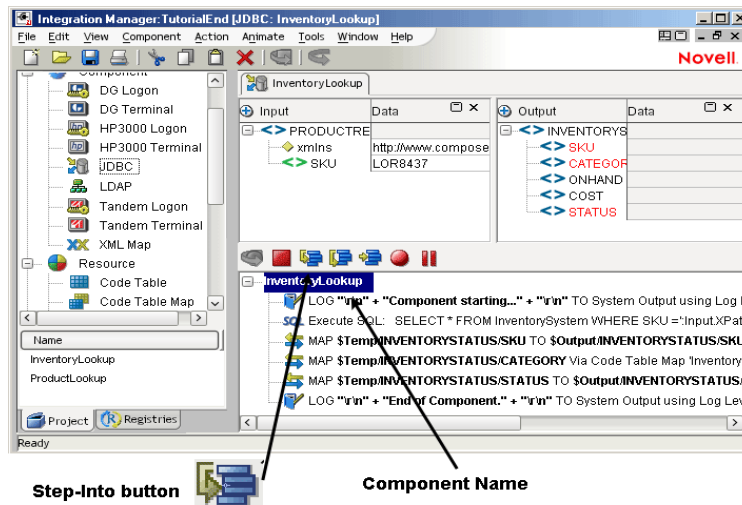 Integration Manager:TutorialEnd [JDBC: InventoryLookup]
File Edit View Component Action Animate Tools Window Help
Novell.
Component
DG Logon
DG Terminal
HP3000 Logon
HP3000 Terminal
JDBC
LDAP
Tandem Logon
Tandem Terminal
XML Map
Resource
Code Table
Code Table Map
Name
InventoryLookup
ProductLookup
Project Registries
InventoryLookup
Input Data
PRODUCTRE
xmlns http://www.compose
SKU LOR8437
Output Data
INVENTORYS
SKU
CATEGOR
ONHAND
COST
STATUS
InventoryLookup
LOG "\r\n" + "Component starting..." + "\r\n" TO System Output using Log
SQL Execute SQL: SELECT * FROM InventorySystem WHERE SKU =':Input.XPat
MAP $Temp/INVENTORYSTATUS/SKU TO $Output/INVENTORYSTATUS/SKU
MAP $Temp/INVENTORYSTATUS/CATEGORY Via Code Table Map 'Inventory
MAP $Temp/INVENTORYSTATUS/STATUS TO $Output/INVENTORYSTATUS/
LOG "\r\n" + "End of Component." + "\r\n" TO System Output using Log Lev
Ready
Step-Into button
Component Name